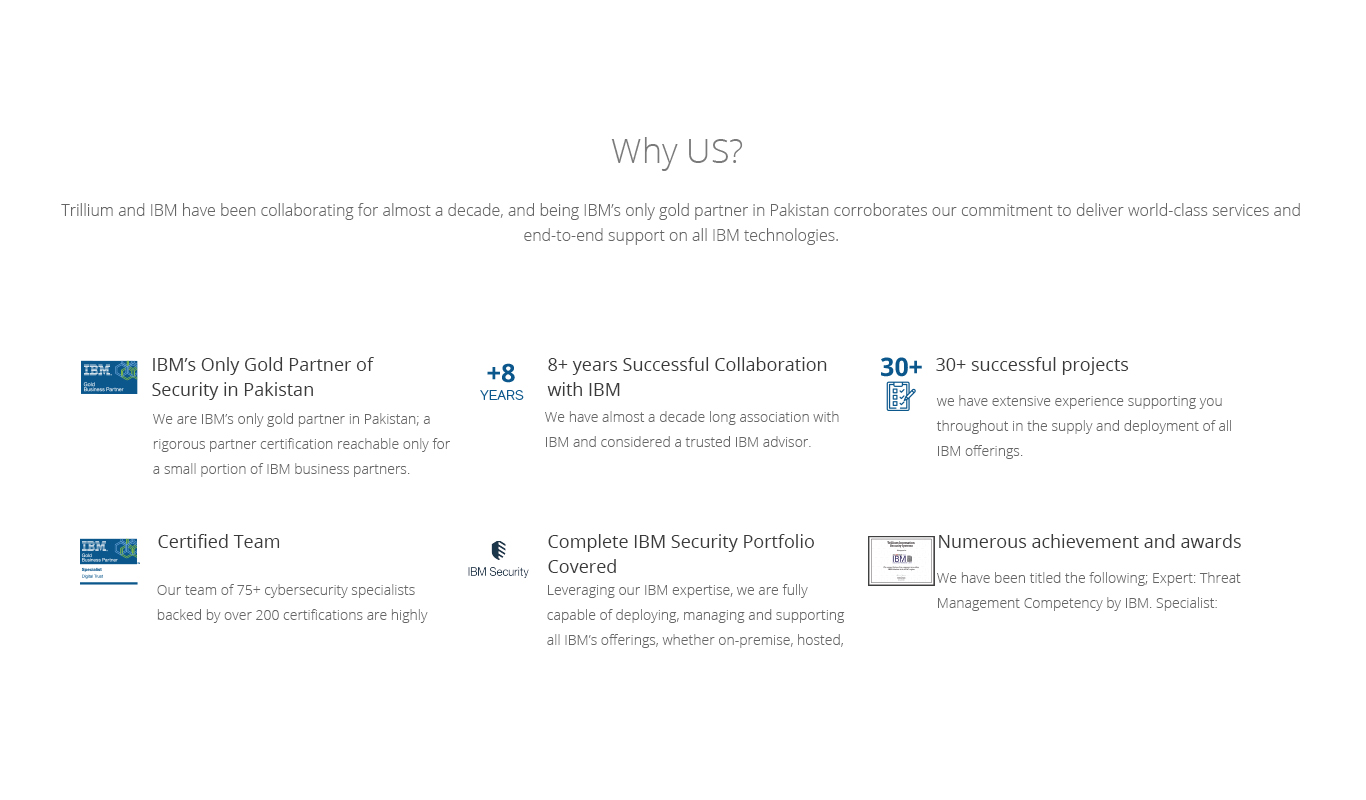 Why US?
Trillium and IBM have been collaborating for almost a decade, and being IBM’s only gold partner in Pakistan corroborates our commitment to deliver world-class services and
end-to-end support on all IBM technologies.
IBM
Gold
Business Partner
IBM’s Only Gold Partner of
Security in Pakistan
We are IBM’s only gold partner in Pakistan; a
rigorous partner certification reachable only for
a small portion of IBM business partners.
+8
YEARS
8+ years Successful Collaboration
with IBM
We have almost a decade long association with
IBM and considered a trusted IBM advisor.
30+
30+ successful projects
we have extensive experience supporting you
throughout in the supply and deployment of all
IBM offerings.
IBM
Gold
Business Partner
Specialist
Digital Trust
Certified Team
Our team of 75+ cybersecurity specialists
backed by over 200 certifications are highly
IBM Security
Complete IBM Security Portfolio
Covered
Leveraging our IBM expertise, we are fully
capable of deploying, managing and supporting
all IBM’s offerings, whether on-premise, hosted,
IBM
Numerous achievement and awards
We have been titled the following; Expert: Threat
Management Competency by IBM. Specialist: